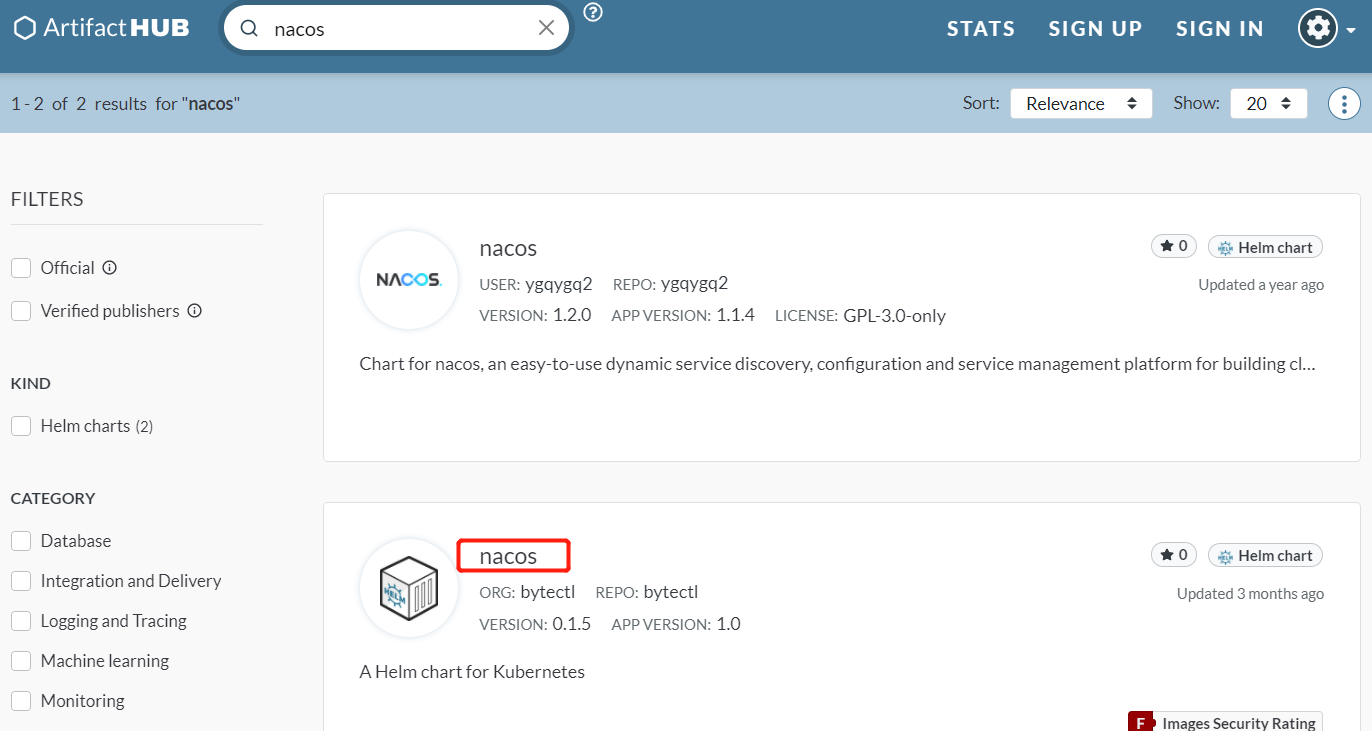 ArtifactHUB nacos STATS SIGN UP SIGN IN
1 - 2 of 2 results for "nacos" Sort: Relevance Show: 20
FILTERS
Official
Verified publishers
KIND
Helm charts (2)
CATEGORY
Database
Integration and Delivery
Logging and Tracing
Machine learning
Monitoring
NACOS.
nacos
0 Helm chart
USER: ygqygq2 REPO: ygqygq2
Updated a year ago
VERSION: 1.2.0 APP VERSION: 1.1.4 LICENSE: GPL-3.0-only
Chart for nacos, an easy-to-use dynamic service discovery, configuration and service management platform for building cl...
HELM
nacos
0 Helm chart
ORG: bytectl REPO: bytectl
Updated 3 months ago
VERSION: 0.1.5 APP VERSION: 1.0
A Helm chart for Kubernetes
F Images Security Rating